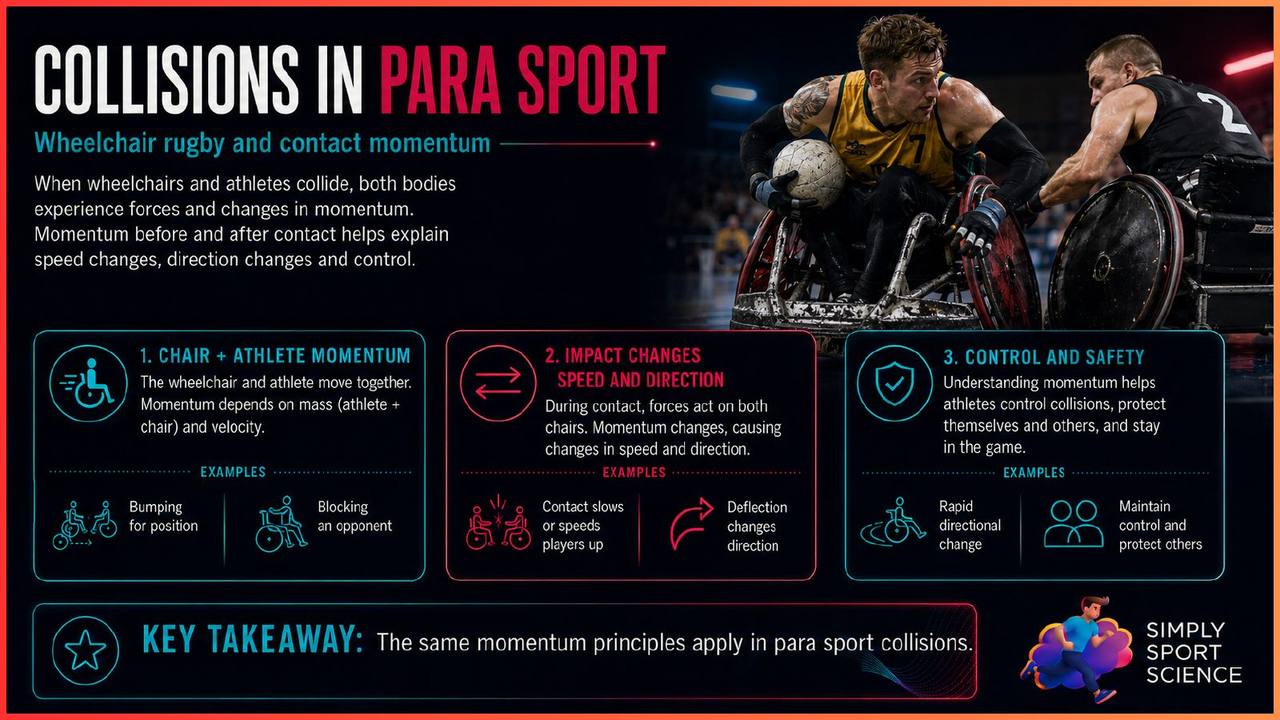 COLLISIONS IN PARA SPORT
Wheelchair rugby and contact momentum
When wheelchairs and athletes collide, both bodies
experience forces and changes in momentum.
Momentum before and after contact helps explain
speed changes, direction changes and control.
7
2
1. CHAIR + ATHLETE MOMENTUM
The wheelchair and athlete move together.
Momentum depends on mass (athlete +
chair) and velocity.
EXAMPLES
Bumping
for position
Blocking
an opponent
2. IMPACT CHANGES
SPEED AND DIRECTION
During contact, forces act on both
chairs. Momentum changes, causing
changes in speed and direction.
EXAMPLES
Contact slows
or speeds
players up
Deflection
changes
direction
3. CONTROL AND SAFETY
Understanding momentum helps
athletes control collisions, protect
themselves and others, and stay
in the game.
EXAMPLES
Rapid
directional
change
Maintain
control and
protect others
KEY TAKEAWAY: The same momentum principles apply in para sport collisions.
SIMPLY
SPORT
SCIENCE